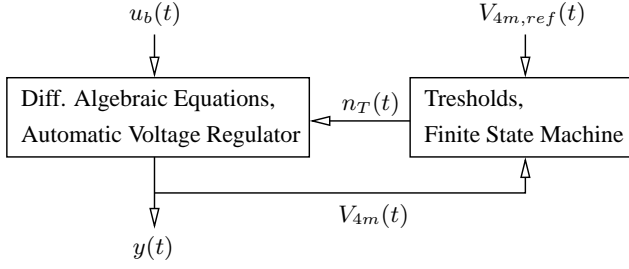 u_b(t)
V_{4m,ref}(t)
Diff. Algebraic Equations,
Automatic Voltage Regulator
n_T(t)
Tresholds,
Finite State Machine
V_{4m}(t)
y(t)